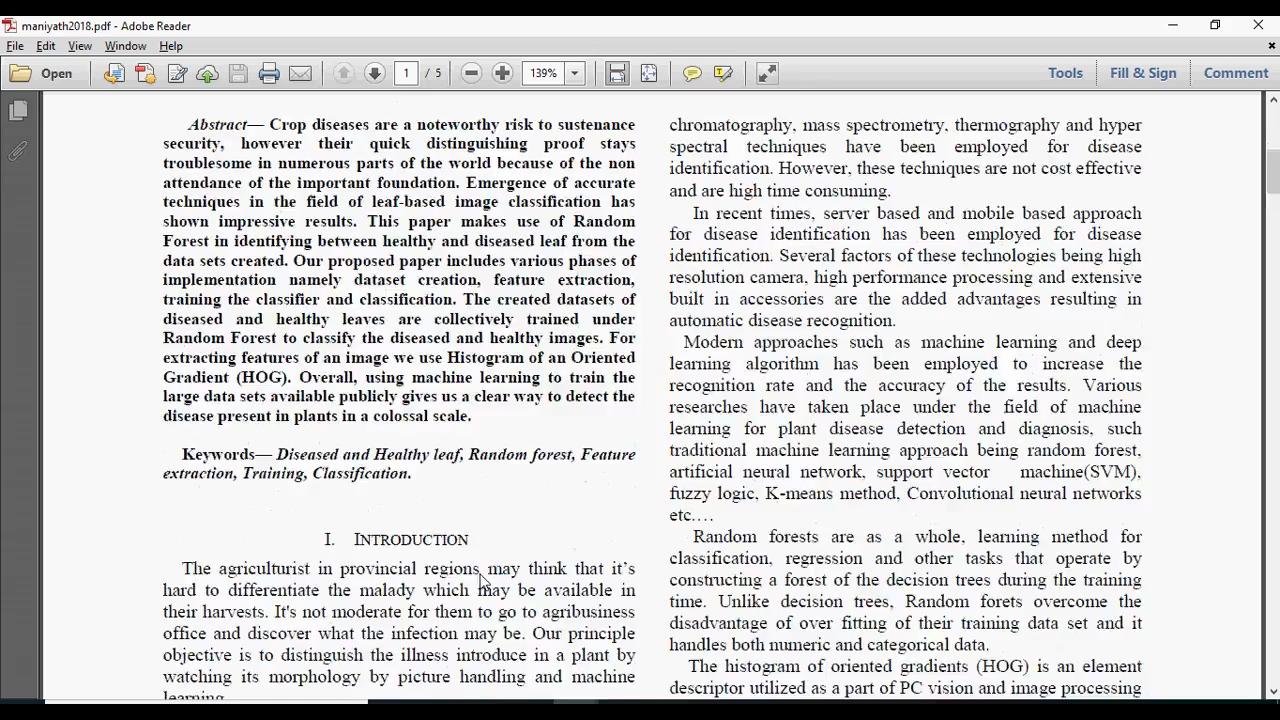 maniyath2018.pdf - Adobe Reader
File Edit View Window Help
Open 1 / 5 139% Tools Fill & Sign Comment
Abstract— Crop diseases are a noteworthy risk to sustenance
security, however their quick distinguishing proof stays
troublesome in numerous parts of the world because of the non
attendance of the important foundation. Emergence of accurate
techniques in the field of leaf-based image classification has
shown impressive results. This paper makes use of Random
Forest in identifying between healthy and diseased leaf from the
data sets created. Our proposed paper includes various phases of
implementation namely dataset creation, feature extraction,
training the classifier and classification. The created datasets of
diseased and healthy leaves are collectively trained under
Random Forest to classify the diseased and healthy images. For
extracting features of an image we use Histogram of an Oriented
Gradient (HOG). Overall, using machine learning to train the
large data sets available publicly gives us a clear way to detect the
disease present in plants in a colossal scale.
Keywords— Diseased and Healthy leaf, Random forest, Feature
extraction, Training, Classification.
I. INTRODUCTION
The agriculturist in provincial regions may think that it's
hard to differentiate the malady which may be available in
their harvests. It's not moderate for them to go to agribusiness
office and discover what the infection may be. Our principle
objective is to distinguish the illness introduce in a plant by
watching its morphology by picture handling and machine
learning.
chromatography, mass spectrometry, thermography and hyper
spectral techniques have been employed for disease
identification. However, these techniques are not cost effective
and are high time consuming.
In recent times, server based and mobile based approach
for disease identification has been employed for disease
identification. Several factors of these technologies being high
resolution camera, high performance processing and extensive
built in accessories are the added advantages resulting in
automatic disease recognition.
Modern approaches such as machine learning and deep
learning algorithm has been employed to increase the
recognition rate and the accuracy of the results. Various
researches have taken place under the field of machine
learning for plant disease detection and diagnosis, such
traditional machine learning approach being random forest,
artificial neural network, support vector machine(SVM),
fuzzy logic, K-means method, Convolutional neural networks
etc….
Random forests are as a whole, learning method for
classification, regression and other tasks that operate by
constructing a forest of the decision trees during the training
time. Unlike decision trees, Random forets overcome the
disadvantage of over fitting of their training data set and it
handles both numeric and categorical data.
The histogram of oriented gradients (HOG) is an element
descriptor utilized as a part of PC vision and image processing